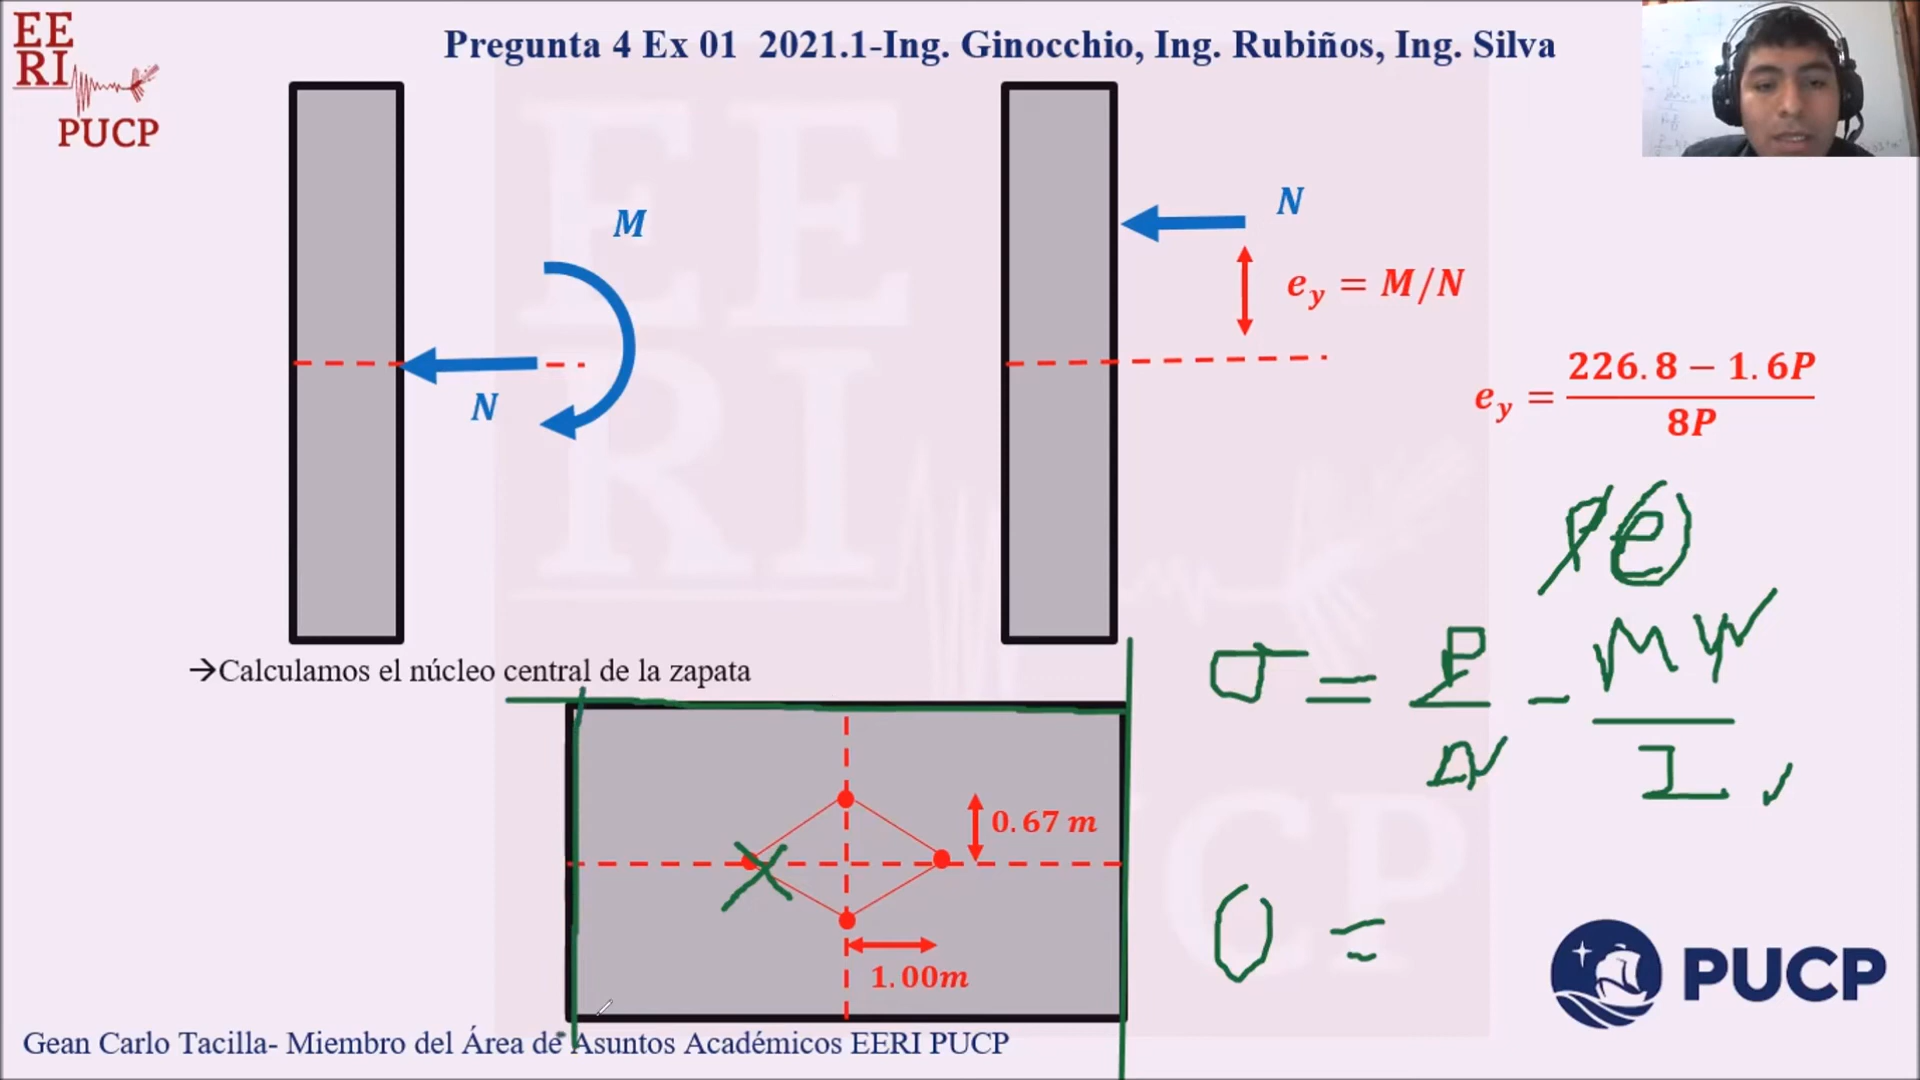 EE
RI
PUCP
Pregunta 4 Ex 01 2021.1-Ing. Ginocchio, Ing. Rubiños, Ing. Silva
M
N
N
e_y = M/N
e_y = \frac{226.8 − 1.6P}{8P}
→Calculamos el núcleo central de la zapata
0.67 m
1.00m
σ = P/ − M/I
0 =
PUCP
Gean Carlo Tacilla- Miembro del Área de Asuntos Académicos EERI PUCP